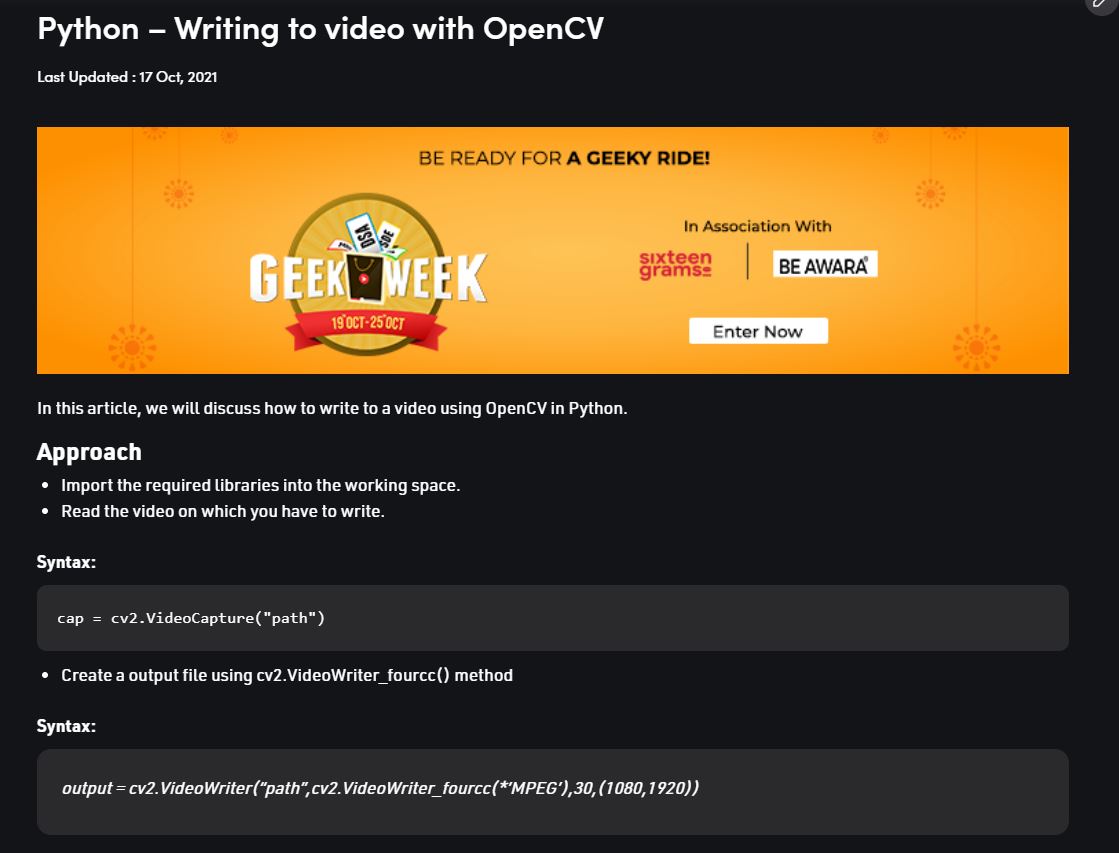 Python – Writing to video with OpenCV
Last Updated : 17 Oct, 2021
BE READY FOR A GEEKY RIDE!
DSA
SDE
GEEK WEEK
19 OCT-25 OCT
In Association With
sixteen
grams
BE AWARA
Enter Now
In this article, we will discuss how to write to a video using OpenCV in Python.
Approach
• Import the required libraries into the working space.
• Read the video on which you have to write.
Syntax:
cap = cv2.VideoCapture("path")
• Create a output file using cv2.VideoWriter_fourcc() method
Syntax:
output = cv2.VideoWriter(“path”,cv2.VideoWriter_fourcc(*’MPEG’),30,(1080,1920))